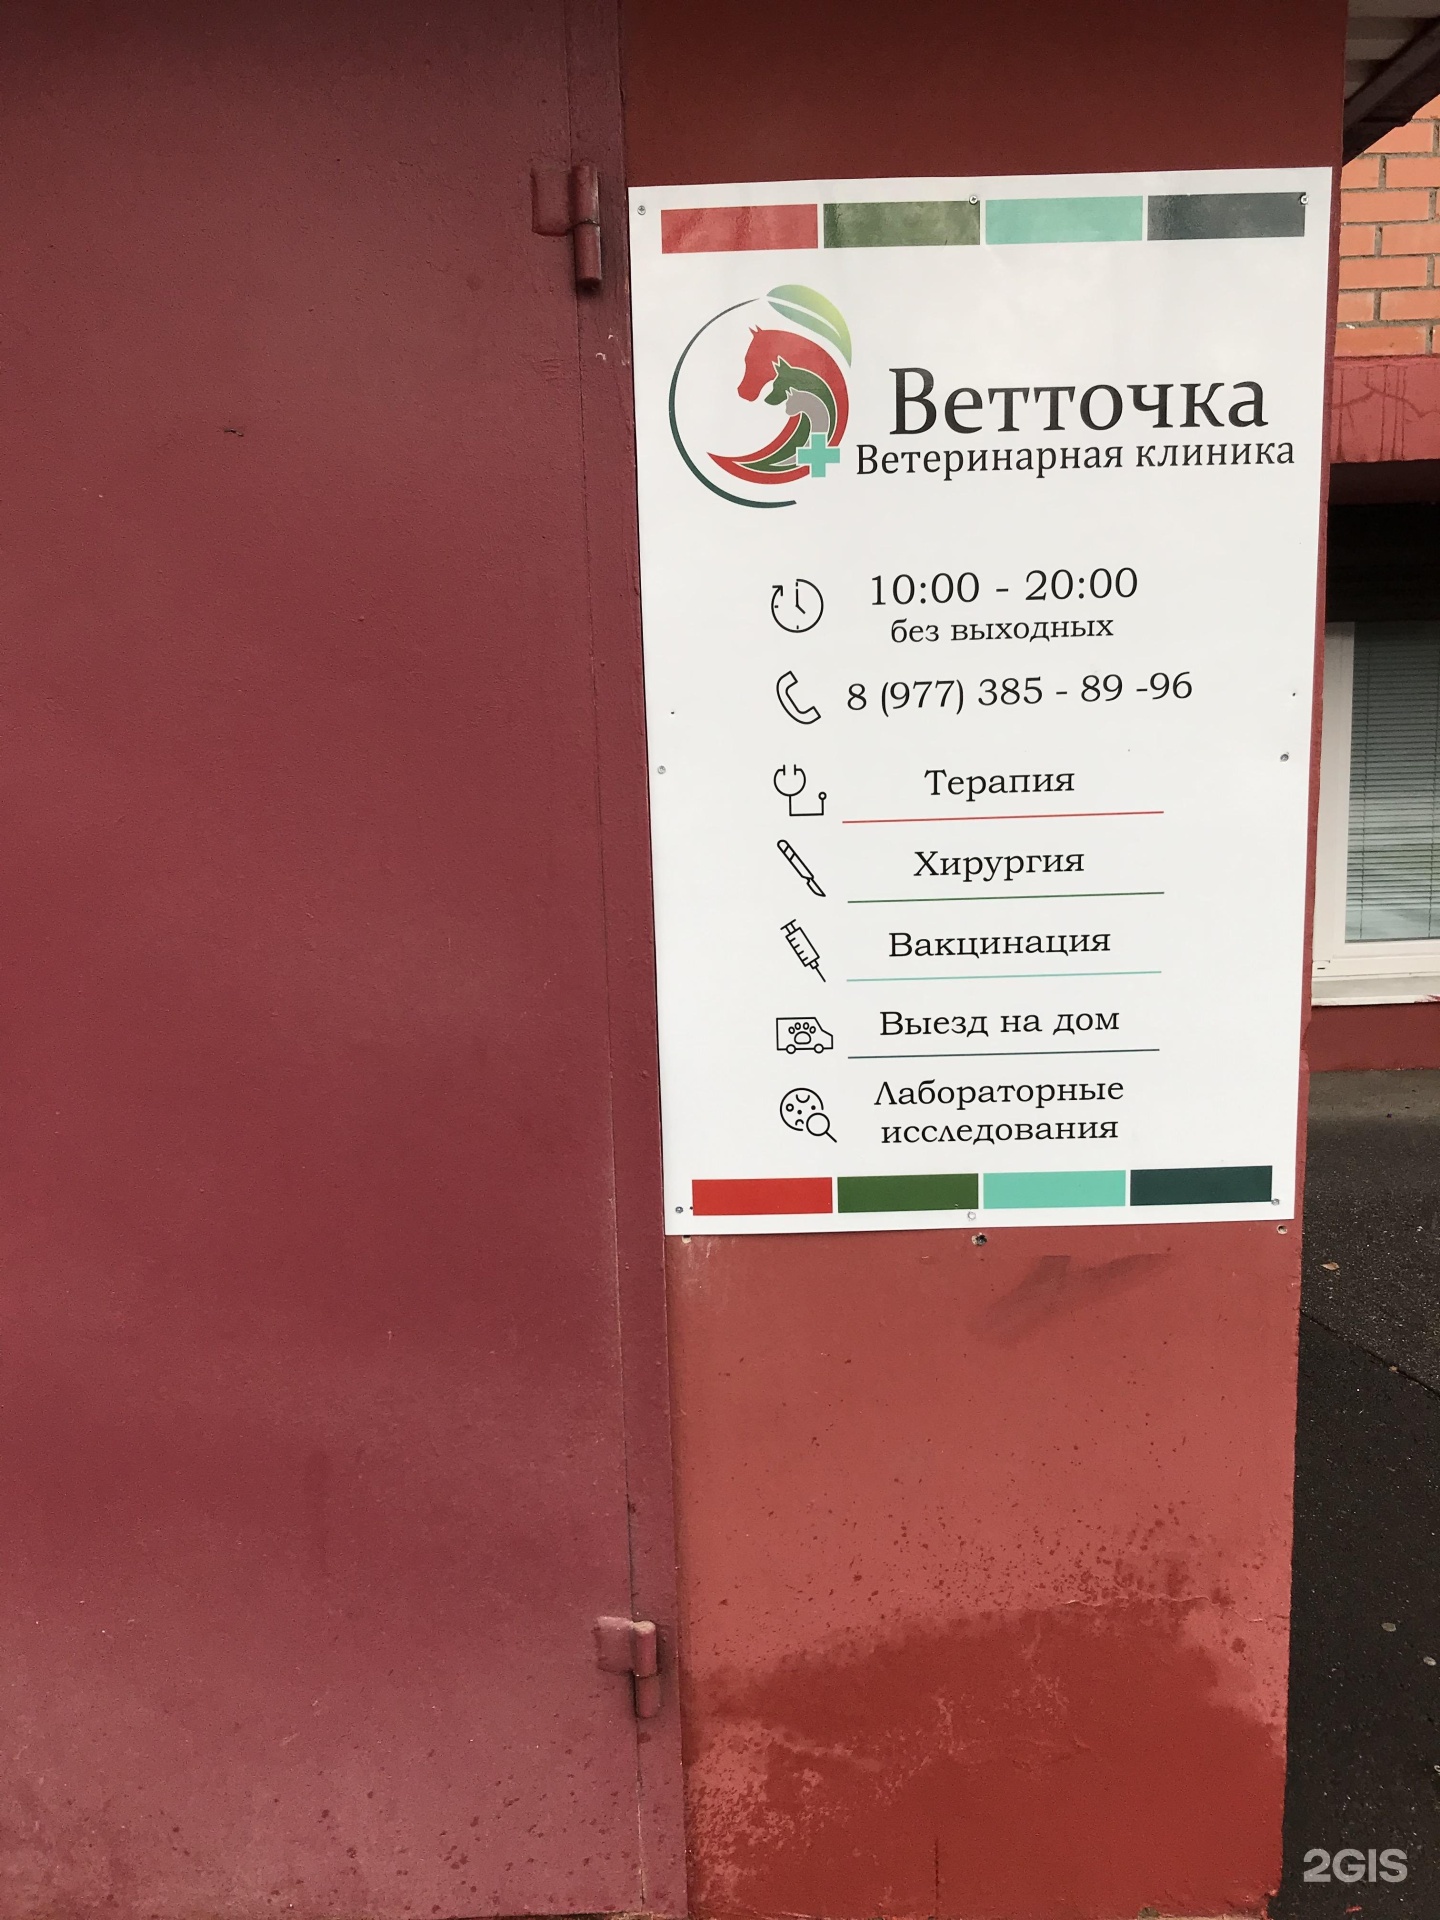 Ветточка
Ветеринарная клиника
10:00 - 20:00
без выходных
8 (977) 385 - 89 -96
Терапия
Хирургия
Вакцинация
Выезд на дом
Лабораторные
исследования
2GIS